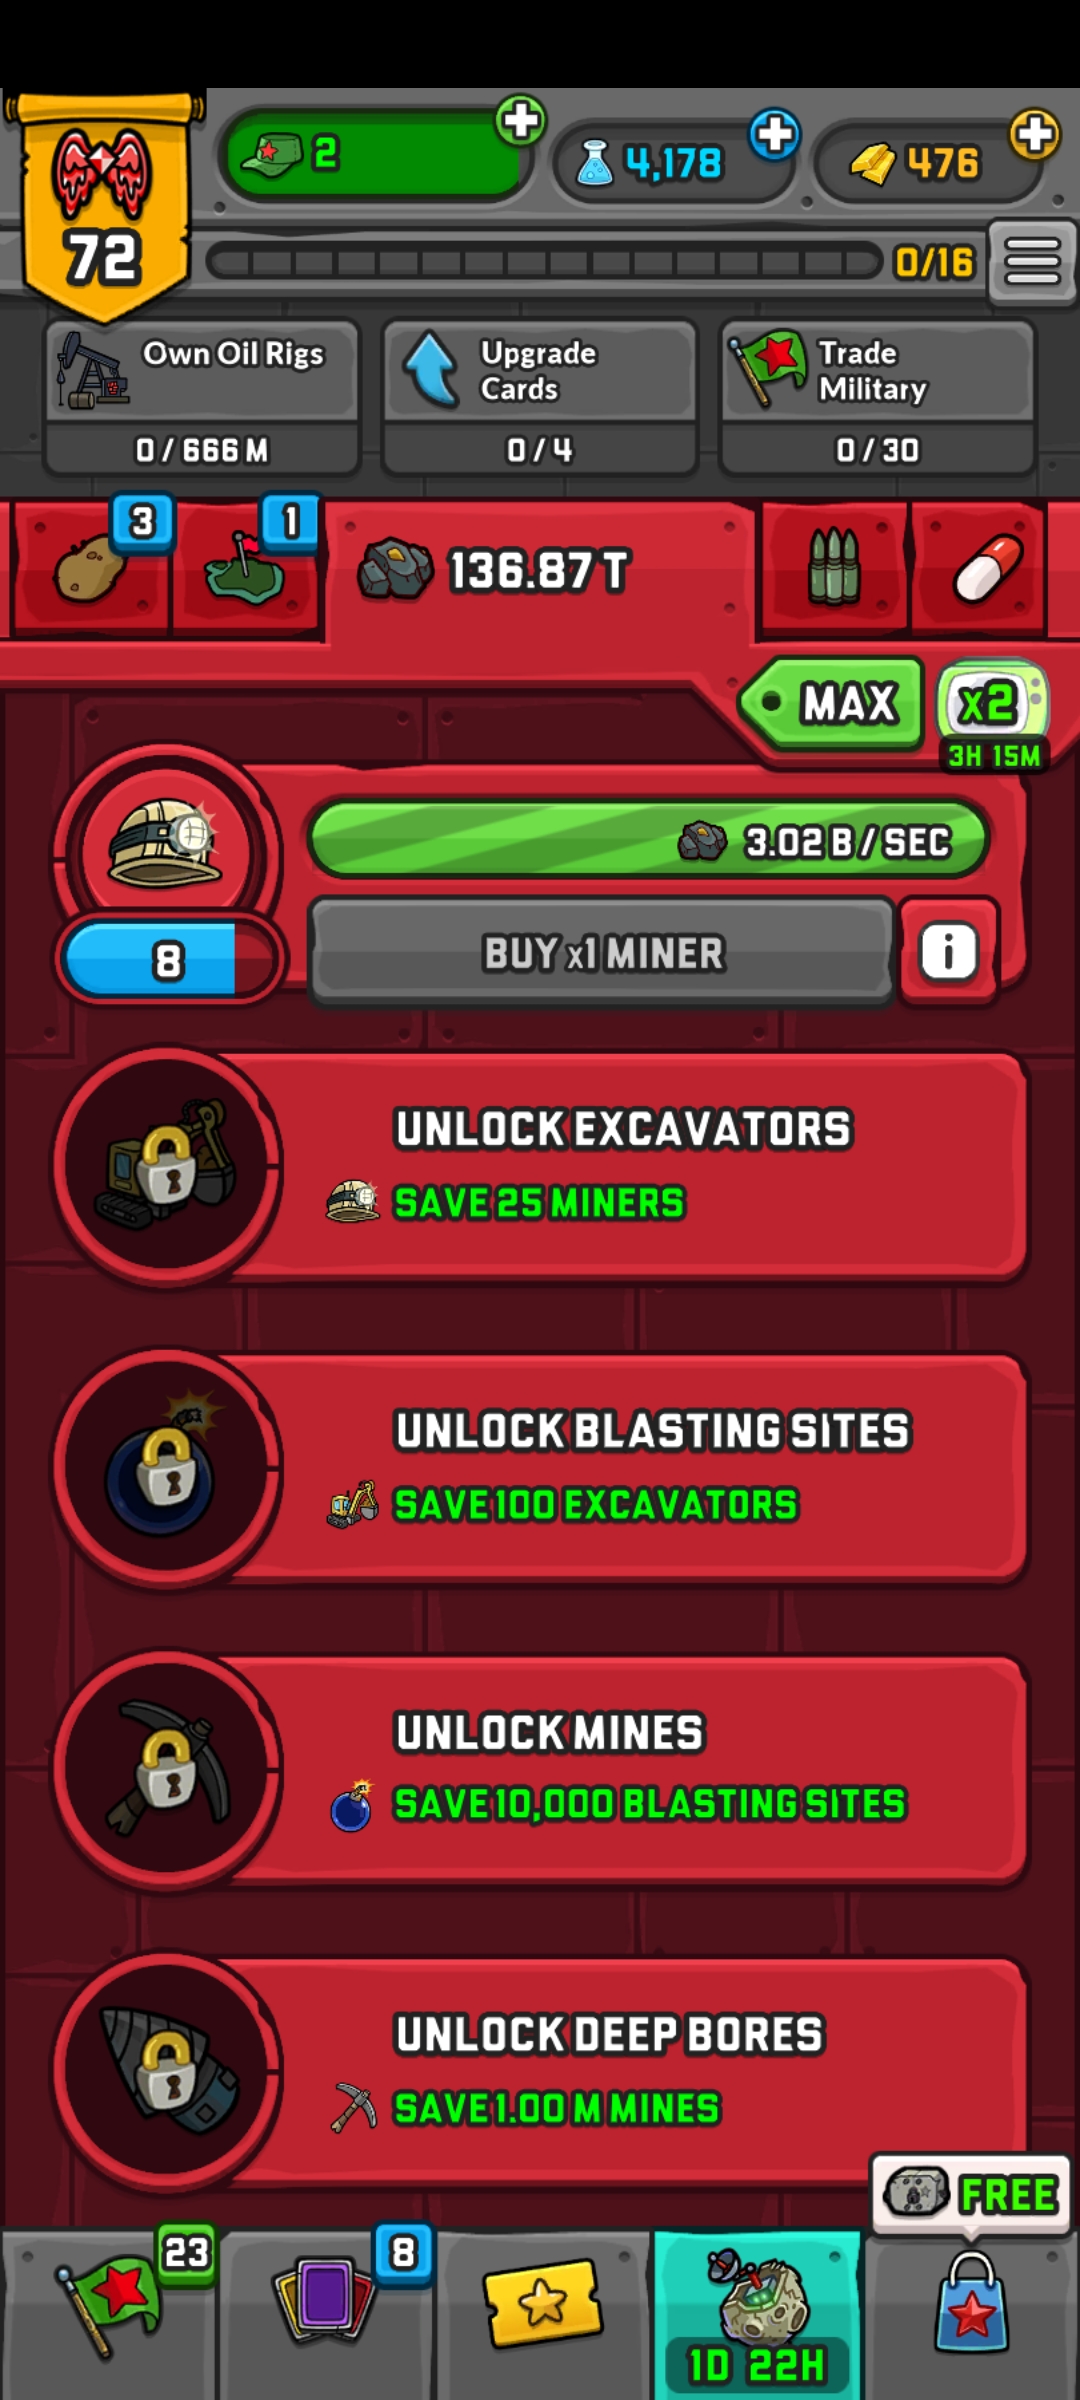 2
4,178
476
72
0/16
Own Oil Rigs
0 / 666 M
Upgrade
Cards
0 / 4
Trade
Military
0 / 30
3
1
136.87 T
MAX
x2
3H 15M
3.02 B / SEC
8
BUY x1 MINER
i
UNLOCK EXCAVATORS
SAVE 25 MINERS
UNLOCK BLASTING SITES
SAVE 100 EXCAVATORS
UNLOCK MINES
SAVE 10,000 BLASTING SITES
UNLOCK DEEP BORES
SAVE 1.00 M MINES
FREE
23
8
1D 22H